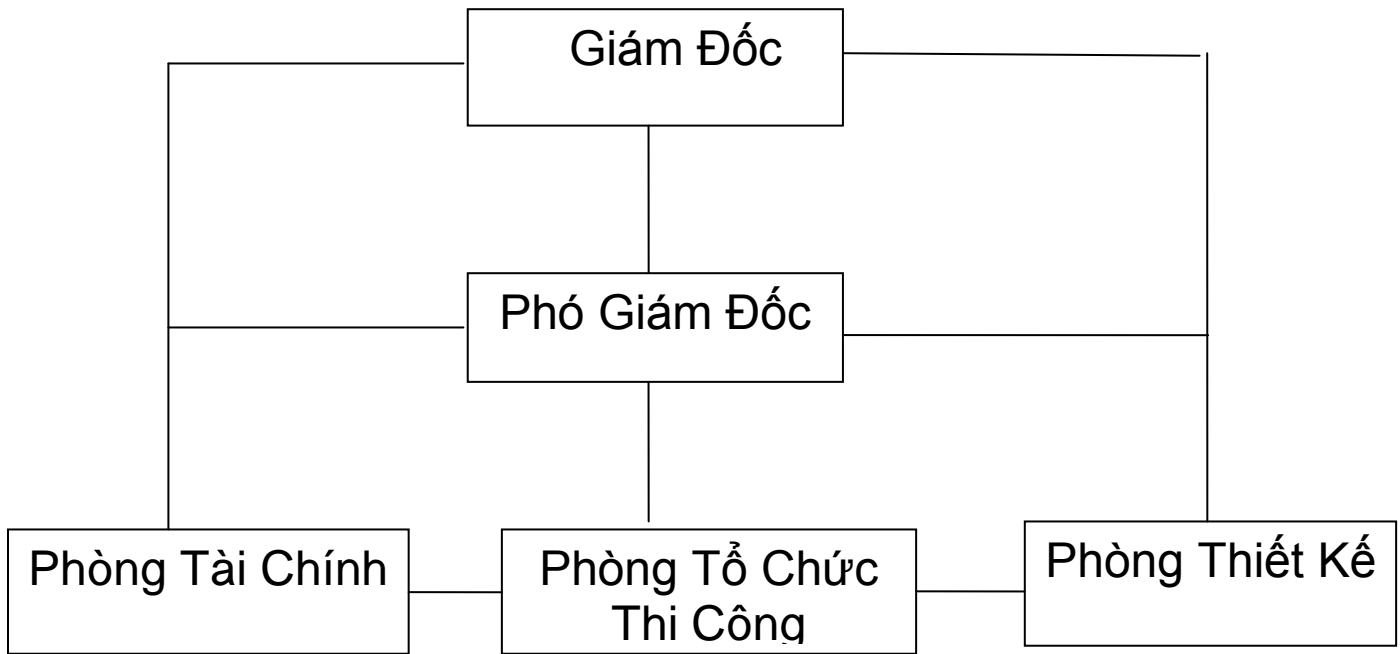 Giám Đốc
Phó Giám Đốc
Phòng Tài Chính
Phòng Tổ Chức
Thi Công
Phòng Thiết Kế